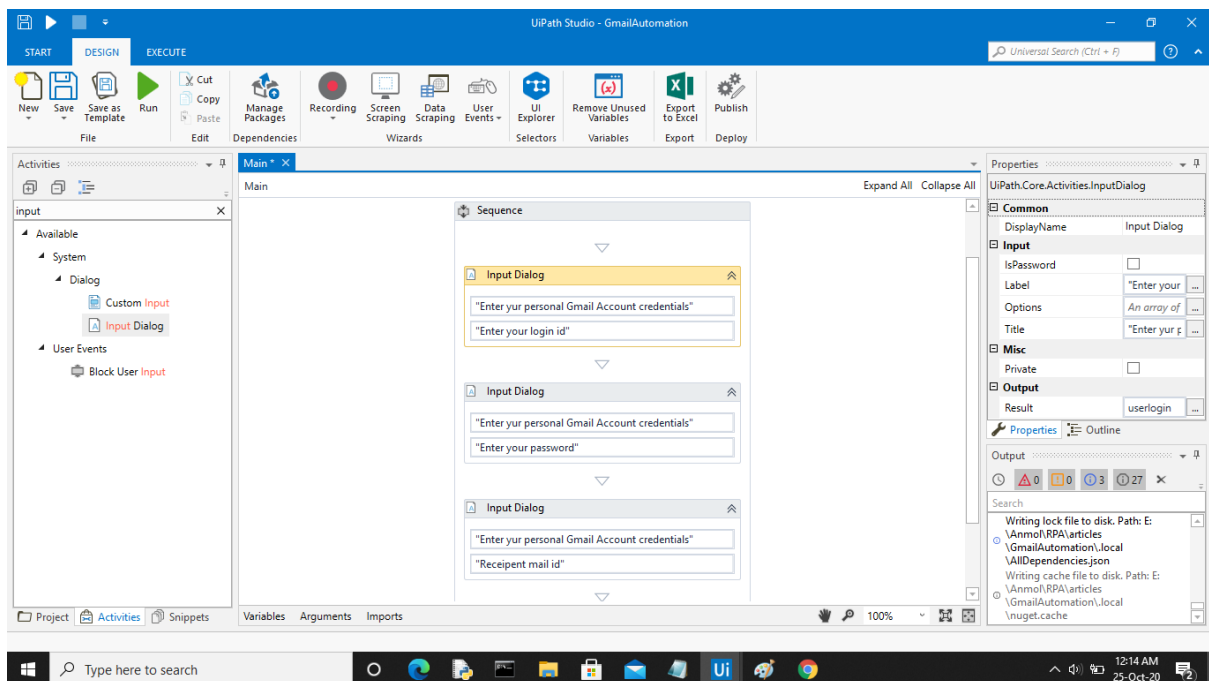 UiPath Studio - GmailAutomation
START DESIGN EXECUTE
Universal Search (Ctrl + F)
New Save Save as Template Run
Cut
Copy
Paste
Manage Packages Recording Screen Scraping Data Scraping User Events UI Explorer Remove Unused Variables Export to Excel Publish
File Edit Dependencies Wizards Selectors Variables Export Deploy
Activities
input
Available
System
Dialog
Custom Input
Input Dialog
User Events
Block User Input
Project Activities Snippets
Main *
Main Expand All Collapse All
Sequence
Input Dialog
"Enter yur personal Gmail Account credentials"
"Enter your login id"
Input Dialog
"Enter yur personal Gmail Account credentials"
"Enter your password"
Input Dialog
"Enter yur personal Gmail Account credentials"
"Receipent mail id"
Variables Arguments Imports 100%
Properties
UiPath.Core.Activities.InputDialog
Common
DisplayName Input Dialog
Input
IsPassword
Label "Enter your ...
Options An array of ...
Title "Enter yur p ...
Misc
Private
Output
Result userlogin ...
Properties Outline
Output
0 0 3 27
Search
Writing lock file to disk. Path: E:
\Anmol\RPA\articles
\GmailAutomation\.local
\AllDependencies.json
Writing cache file to disk. Path: E:
\Anmol\RPA\articles
\GmailAutomation\.local
\nuget.cache
Type here to search
Ui
12:14 AM
25-Oct-20
2